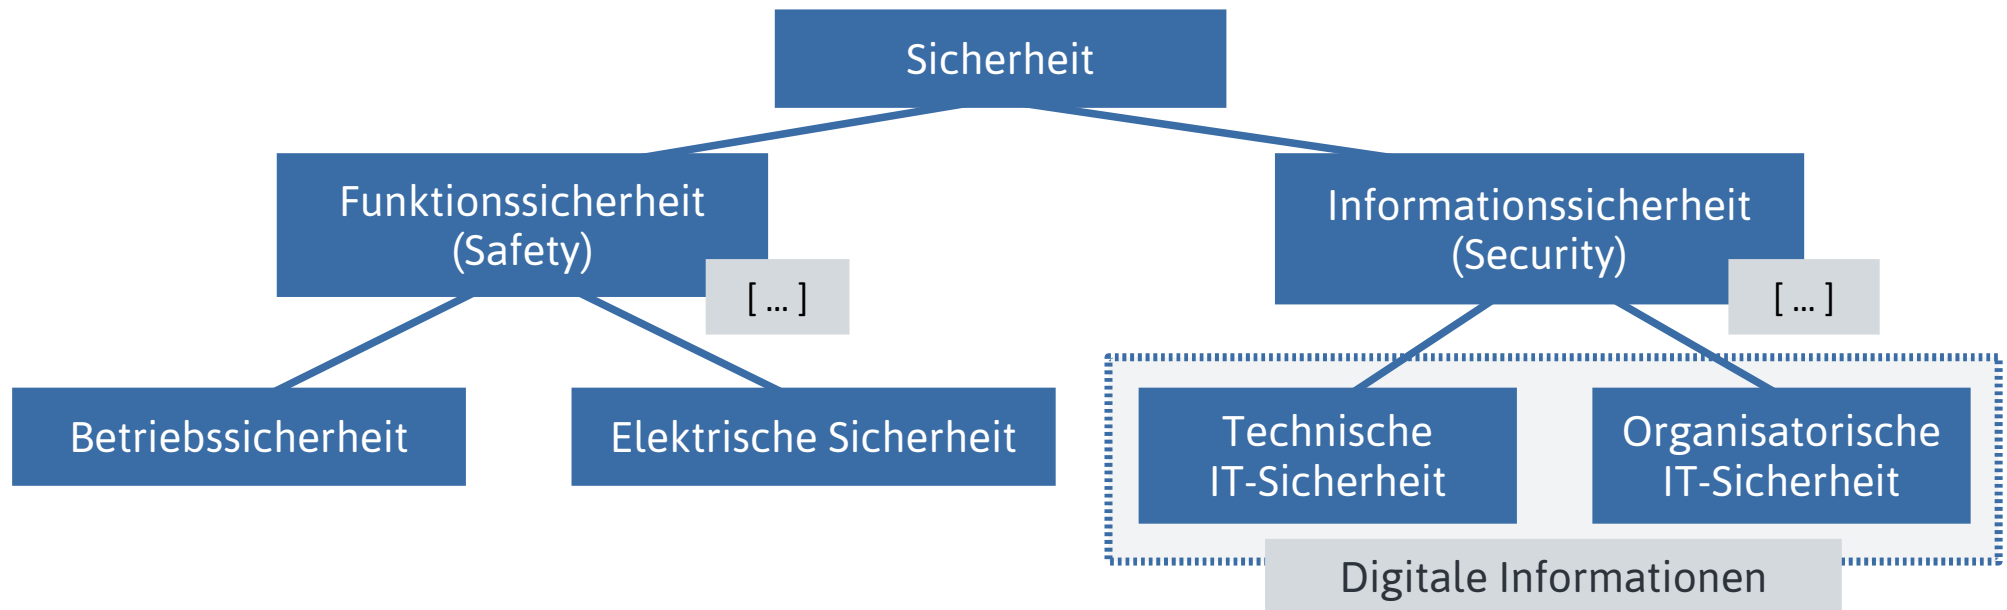 Sicherheit
Funktionssicherheit
(Safety)
[ ... ]
Informationssicherheit
(Security)
[ ... ]
Betriebssicherheit
Elektrische Sicherheit
Technische
IT-Sicherheit
Organisatorische
IT-Sicherheit
Digitale Informationen